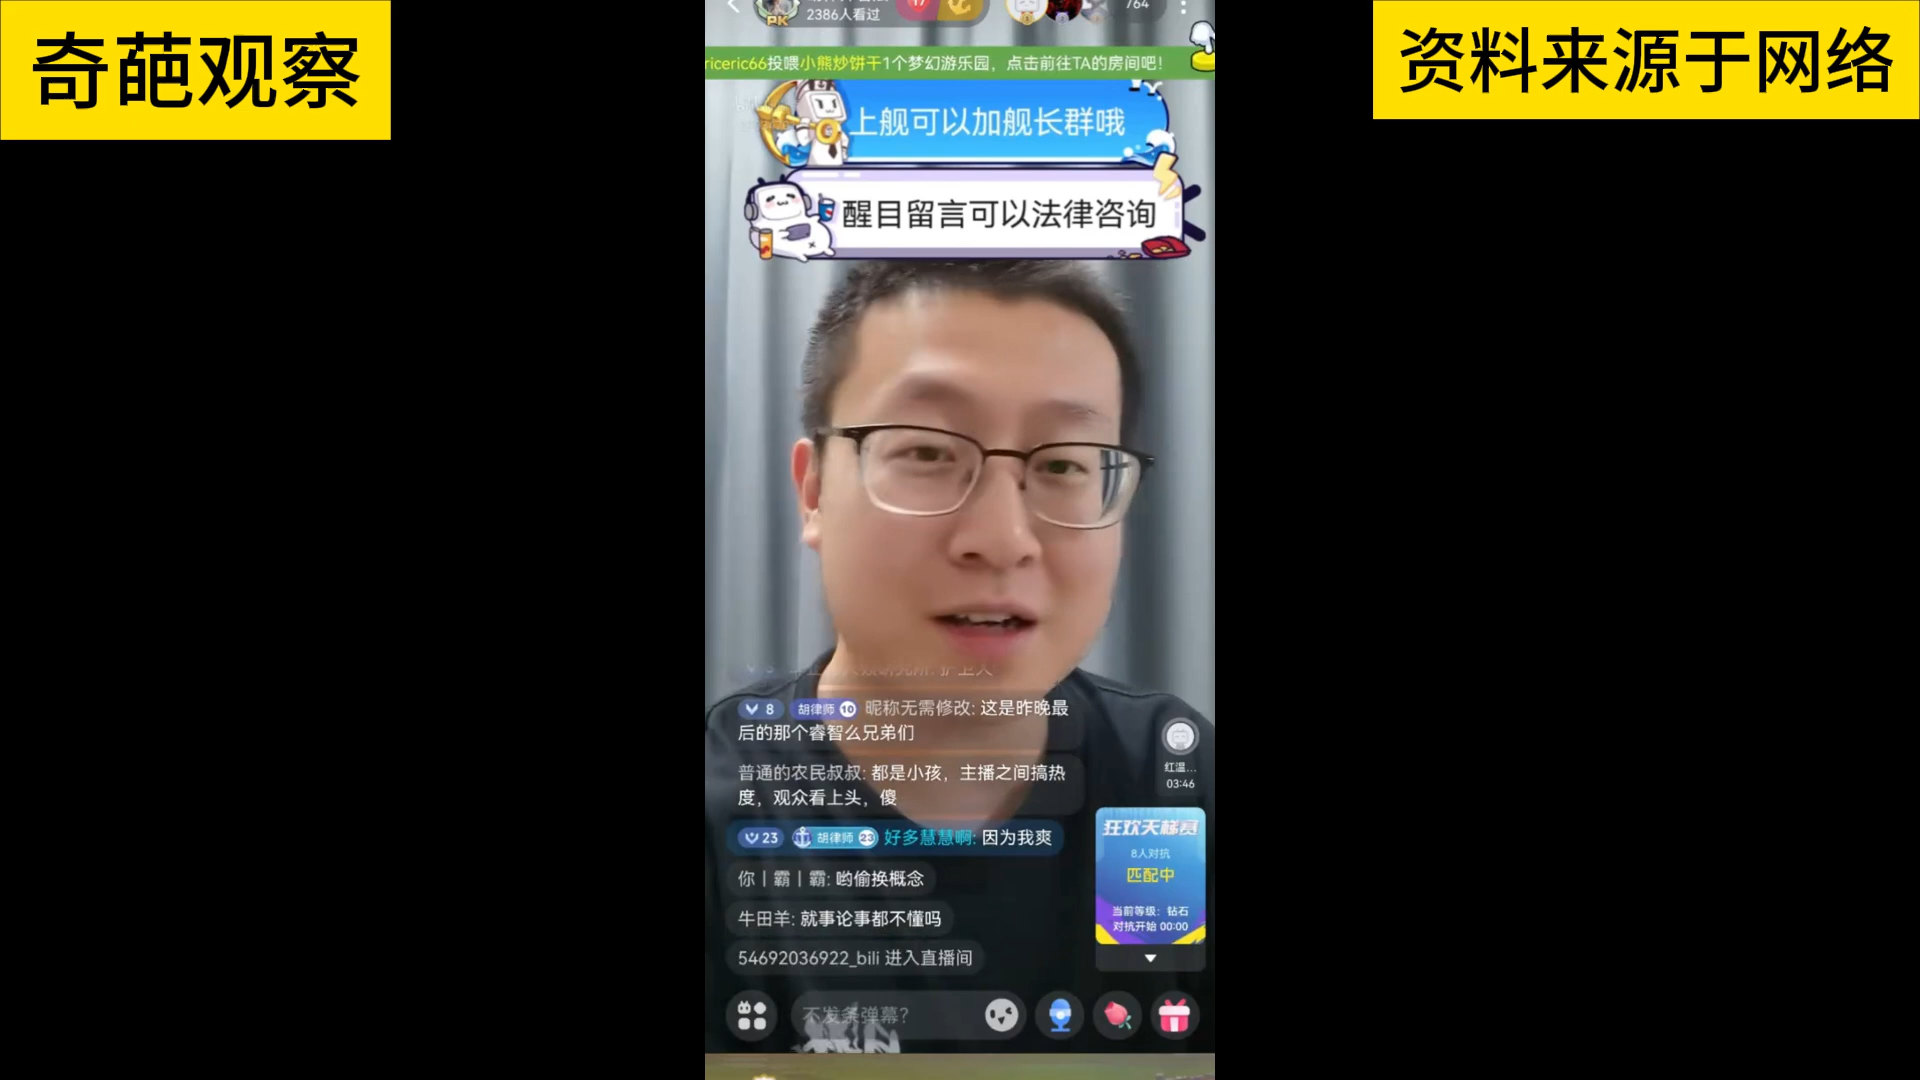 奇葩观察
资料来源于网络
2386人看过
PK
17
764
riceric66投喂小熊炒饼干1个梦幻游乐园，点击前往TA的房间吧！
上舰可以加舰长群哦
醒目留言可以法律咨询
8 胡律师 10 昵称无需修改: 这是昨晚最
后的那个睿智么兄弟们
普通的农民叔叔: 都是小孩，主播之间搞热
度，观众看上头，傻
23 胡律师 23 好多慧慧啊: 因为我爽
你丨霸丨霸: 哟偷换概念
牛田羊: 就事论事都不懂吗
54692036922_bili 进入直播间
红温...
03:46
狂欢天梯赛
8人对抗
匹配中
当前等级：钻石
对抗开始 00:00
不发条弹幕?